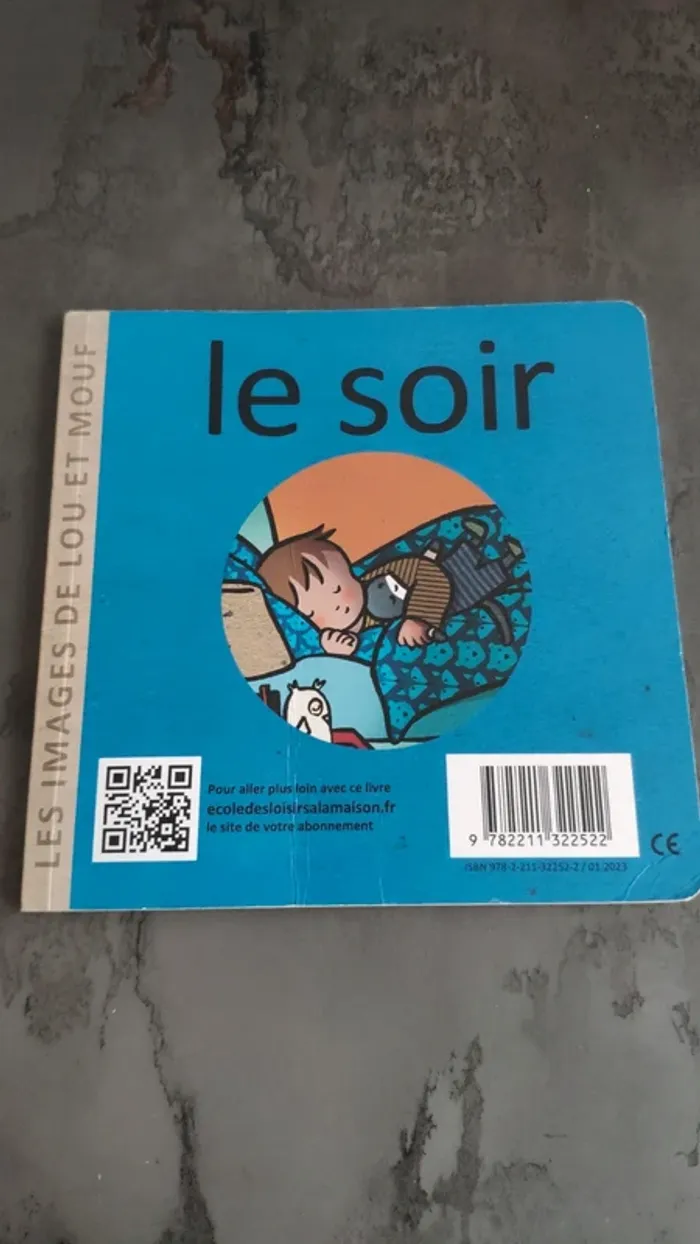 le soir
LES IMAGES DE LOU ET MOUF
Pour aller plus loin avec ce livre
ecoledesloisirsalamaison.fr
le site de votre abonnement
9 782211 322522
ISBN 978-2-211-32252-2 / 01.2023
CE